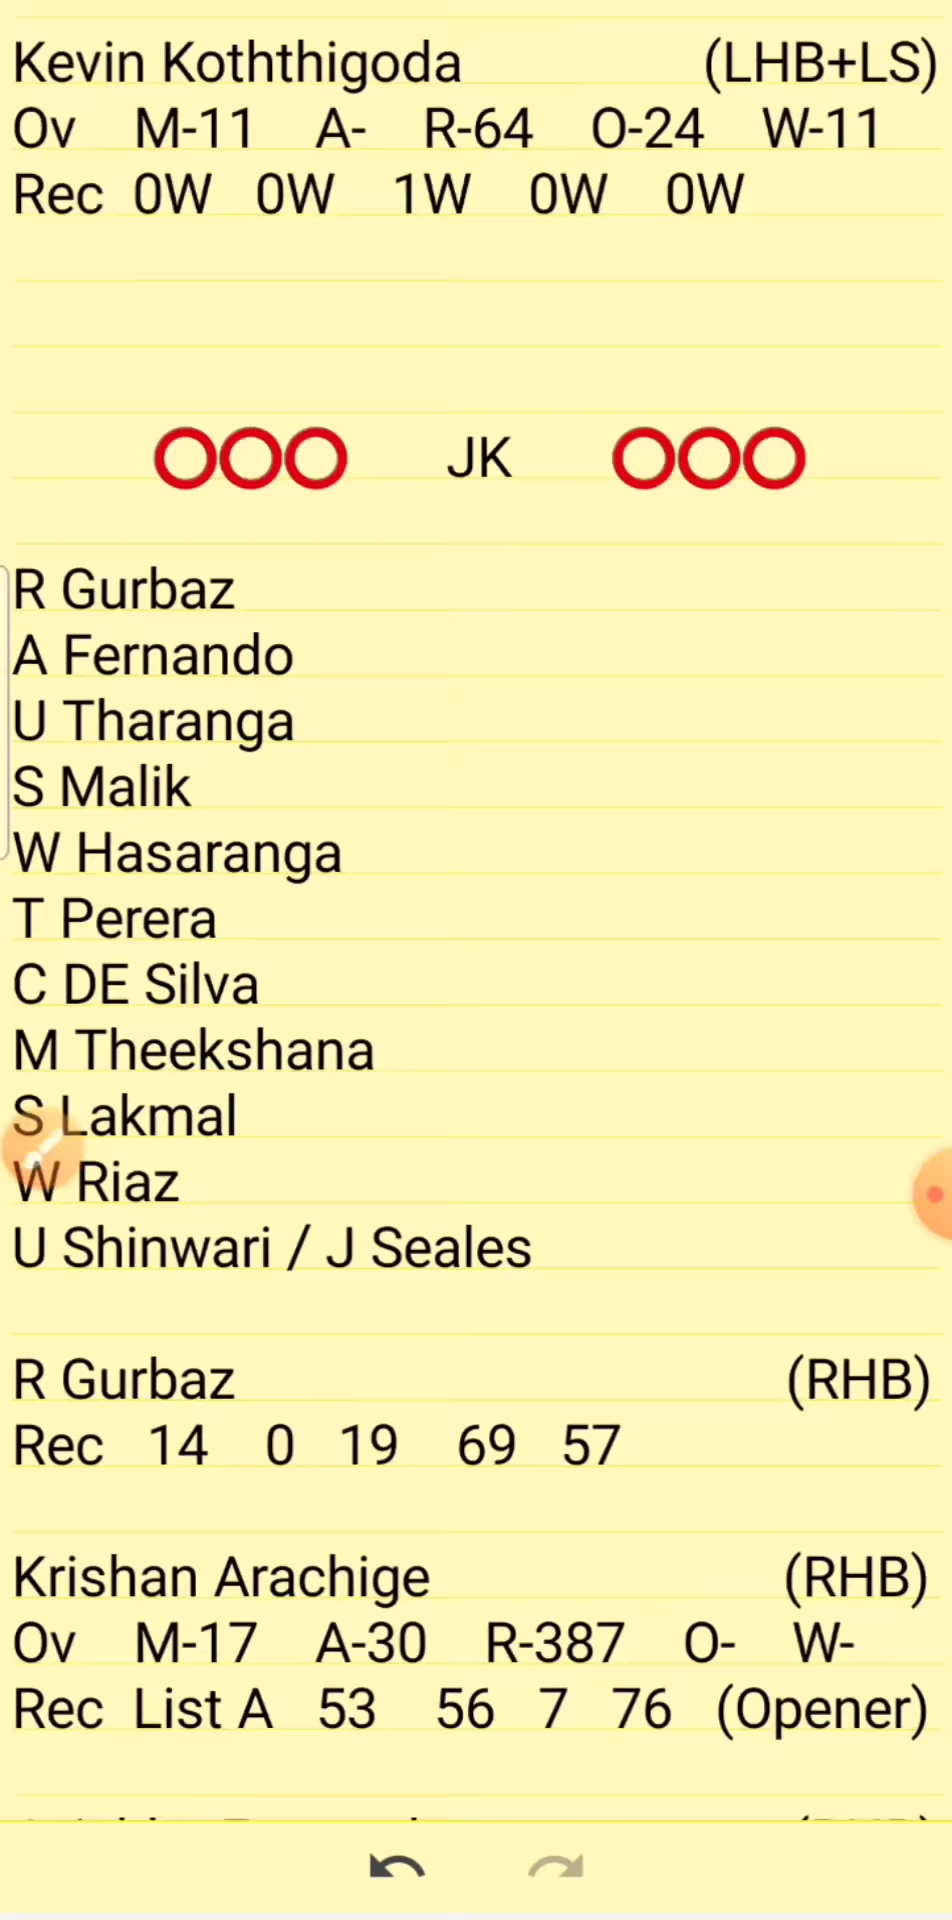 Kevin Koththigoda (LHB+LS)
Ov M-11 A- R-64 O-24 W-11
Rec 0W 0W 1W 0W 0W
⭕⭕⭕ JK ⭕⭕⭕
R Gurbaz
A Fernando
U Tharanga
S Malik
W Hasaranga
T Perera
C DE Silva
M Theekshana
S Lakmal
W Riaz
U Shinwari / J Seales
R Gurbaz (RHB)
Rec 14 0 19 69 57
Krishan Arachige (RHB)
Ov M-17 A-30 R-387 O- W-
Rec List A 53 56 7 76 (Opener)